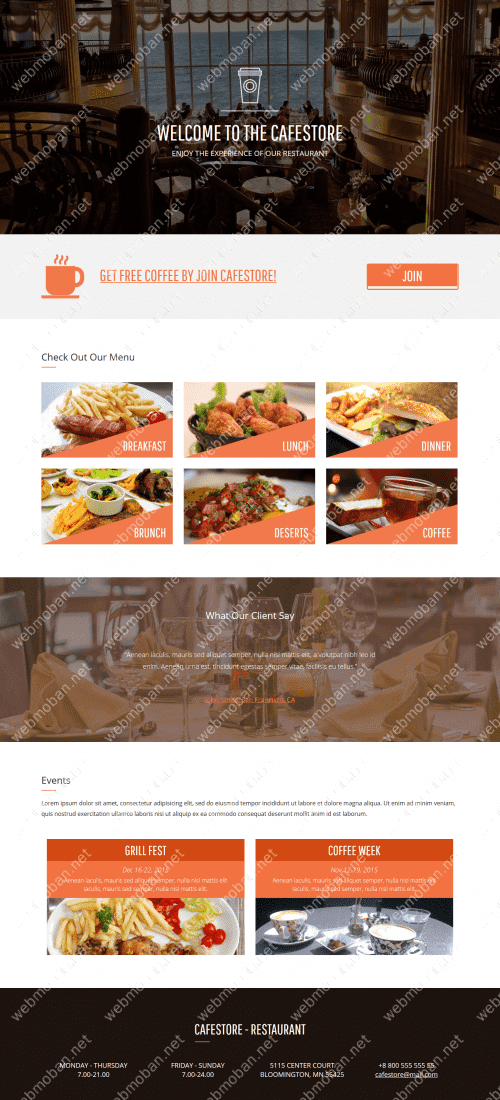 WELCOME TO THE CAFESTORE
ENJOY THE EXPERIENCE OF OUR RESTAURANT
GET FREE COFFEE BY JOIN CAFESTORE!
JOIN
Check Out Our Menu
BREAKFAST
LUNCH
DINNER
BRUNCH
DESERTS
COFFEE
What Our Client Say
"Aenean iaculis, mauris sed aliquet semper, nulla nisl mattis elit, a volutpat nibh leo id
enim. Aenean urna est, tincidunt egestas semper vitae, facilisis eu tellus."
CA
Events
Lorem ipsum dolor sit amet, consectetur adipisicing elit, sed do eiusmod tempor incididunt ut labore et dolore magna aliqua. Ut enim ad minim veniam,
quis nostrud exercitation ullamco laboris nisi ut aliquip ex ea commodo consequat deserunt mollit anim id est laborum.
GRILL FEST
Dec 16-22, 2015
Aenean iaculis, mauris sed aliquet semper, nulla nisl mattis elit
iaculis, mauris sed semper, nulla nisl mattis elit.
COFFEE WEEK
Nov 12-19, 2015
Aenean iaculis, mauris sed aliquet semper, nulla nisl mattis elit
iaculis, mauris sed semper, nulla nisl mattis elit.
CAFESTORE - RESTAURANT
MONDAY - THURSDAY
7.00-21.00
FRIDAY - SUNDAY
7.00-24.00
5115 CENTER COURT
BLOOMINGTON, MN 55425
+8 800 555 555 55
cafestore@mail.com
webmoban.net